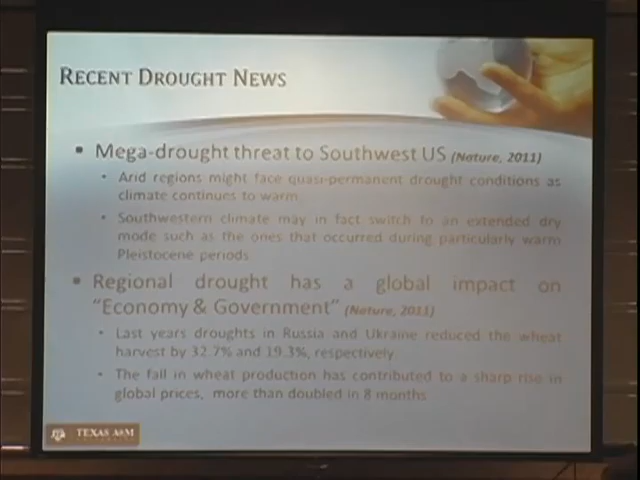 RECENT DROUGHT NEWS
▪ Mega-drought threat to Southwest US (Nature, 2011)
• Arid regions might face quasi-permanent drought conditions as
climate continues to warm.
• Southwestern climate may in fact switch to an extended dry
mode such as the ones that occurred during particularly warm
Pleistocene periods.
▪ Regional drought has a global impact on
"Economy & Government" (Nature, 2011)
• Last years droughts in Russia and Ukraine reduced the wheat
harvest by 32.7% and 19.3%, respectively.
• The fall in wheat production has contributed to a sharp rise in
global prices, more than doubled in 8 months
TEXAS A&M